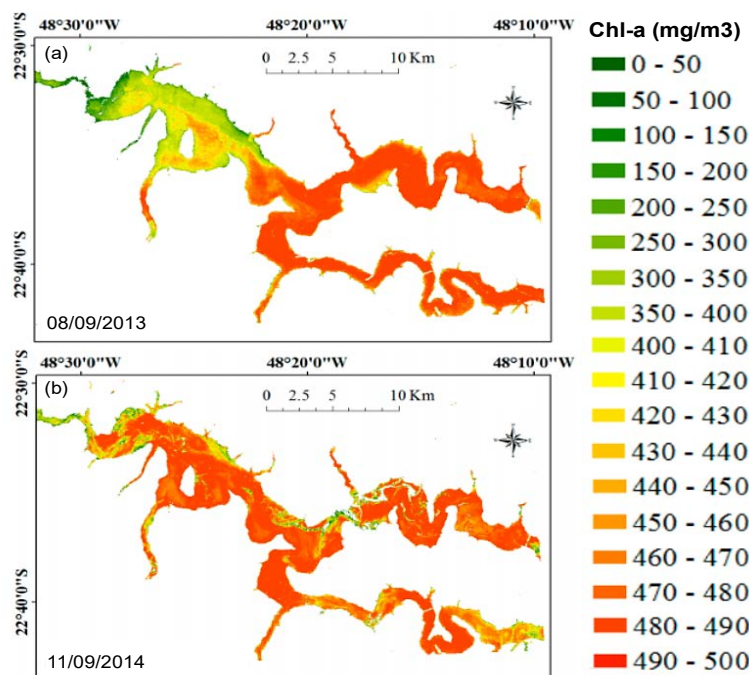 48°30'0"W 48°20'0"W 48°10'0"W
Chl-a (mg/m3)
22°30'0"S
(a)
0 2.5 5 10 Km
22°40'0"S
08/09/2013
48°30'0"W 48°20'0"W 48°10'0"W
22°30'0"S
(b)
0 2.5 5 10 Km
22°40'0"S
11/09/2014
0 - 50
50 - 100
100 - 150
150 - 200
200 - 250
250 - 300
300 - 350
350 - 400
400 - 410
410 - 420
420 - 430
430 - 440
440 - 450
450 - 460
460 - 470
470 - 480
480 - 490
490 - 500